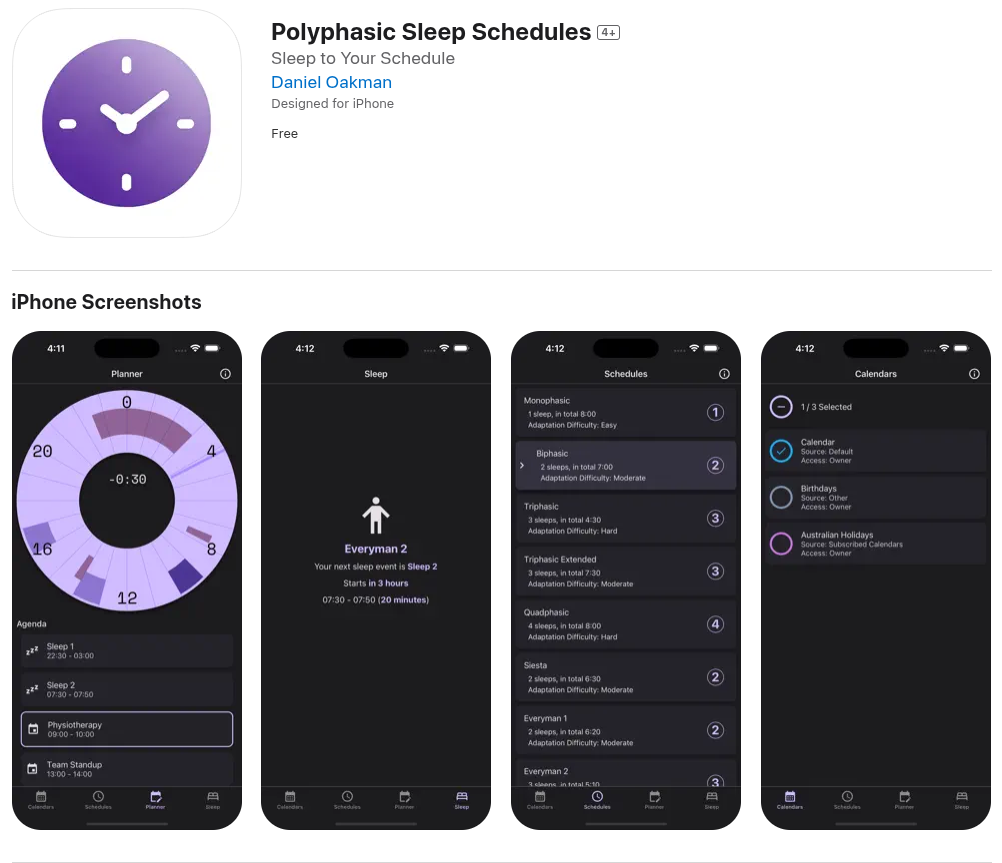 Polyphasic Sleep Schedules 4+
Sleep to Your Schedule
Daniel Oakman
Designed for iPhone
Free
iPhone Screenshots
4:11
Planner
0
4
8
12
16
20
-0:30
Agenda
Sleep 1
22:30 - 03:00
Sleep 2
07:30 - 07:50
Physiotherapy
09:00 - 10:00
Team Standup
13:00 - 14:00
Calendars Schedules Planner Sleep
4:12
Sleep
Everyman 2
Your next sleep event is Sleep 2
Starts in 3 hours
07:30 - 07:50 (20 minutes)
Calendars Schedules Planner Sleep
4:12
Schedules
Monophasic
1 sleep, in total 8:00
Adaptation Difficulty: Easy
1
Biphasic
2 sleeps, in total 7:00
Adaptation Difficulty: Moderate
2
Triphasic
3 sleeps, in total 4:30
Adaptation Difficulty: Hard
3
Triphasic Extended
3 sleeps, in total 7:30
Adaptation Difficulty: Moderate
3
Quadphasic
4 sleeps, in total 8:00
Adaptation Difficulty: Hard
4
Siesta
2 sleeps, in total 6:30
Adaptation Difficulty: Moderate
2
Everyman 1
2 sleeps, in total 6:20
Adaptation Difficulty: Moderate
2
Everyman 2
3 sleeps, in total 5:10
3
Calendars Schedules Planner Sleep
4:12
Calendars
1 / 3 Selected
Calendar
Source: Default
Access: Owner
Birthdays
Source: Other
Access: Owner
Australian Holidays
Source: Subscribed Calendars
Access: Owner
Calendars Schedules Planner Sleep